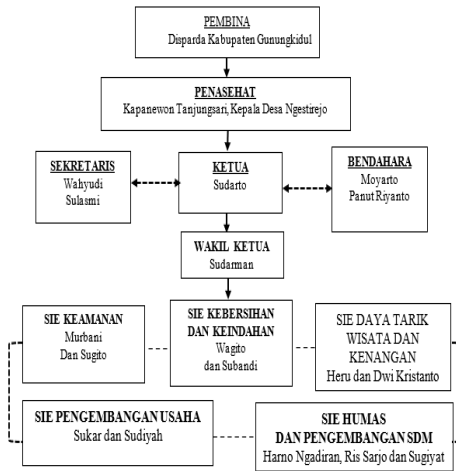 PEMBINA
Disparda Kabupaten Gunungkidul
PENASEHAT
Kapanewon Tanjungsari, Kepala Desa Ngestirejo
SEKRETARIS
Wahyudi
Sulasmi
KETUA
Sudarto
BENDAHARA
Moyarto
Panut Riyanto
WAKIL KETUA
Sudarman
SIE KEAMANAN
Murbani
Dan Sugito
SIE KEBERSIHAN
DAN KEINDAHAN
Wagito
dan Subandi
SIE DAYA TARIK
WISATA DAN
KENANGAN
Heru dan Dwi Kristanto
SIE PENGEMBANGAN USAHA
Sukar dan Sudiyah
SIE HUMAS
DAN PENGEMBANGAN SDM
Harno Ngadiran, Ris Sarjo dan Sugiyat